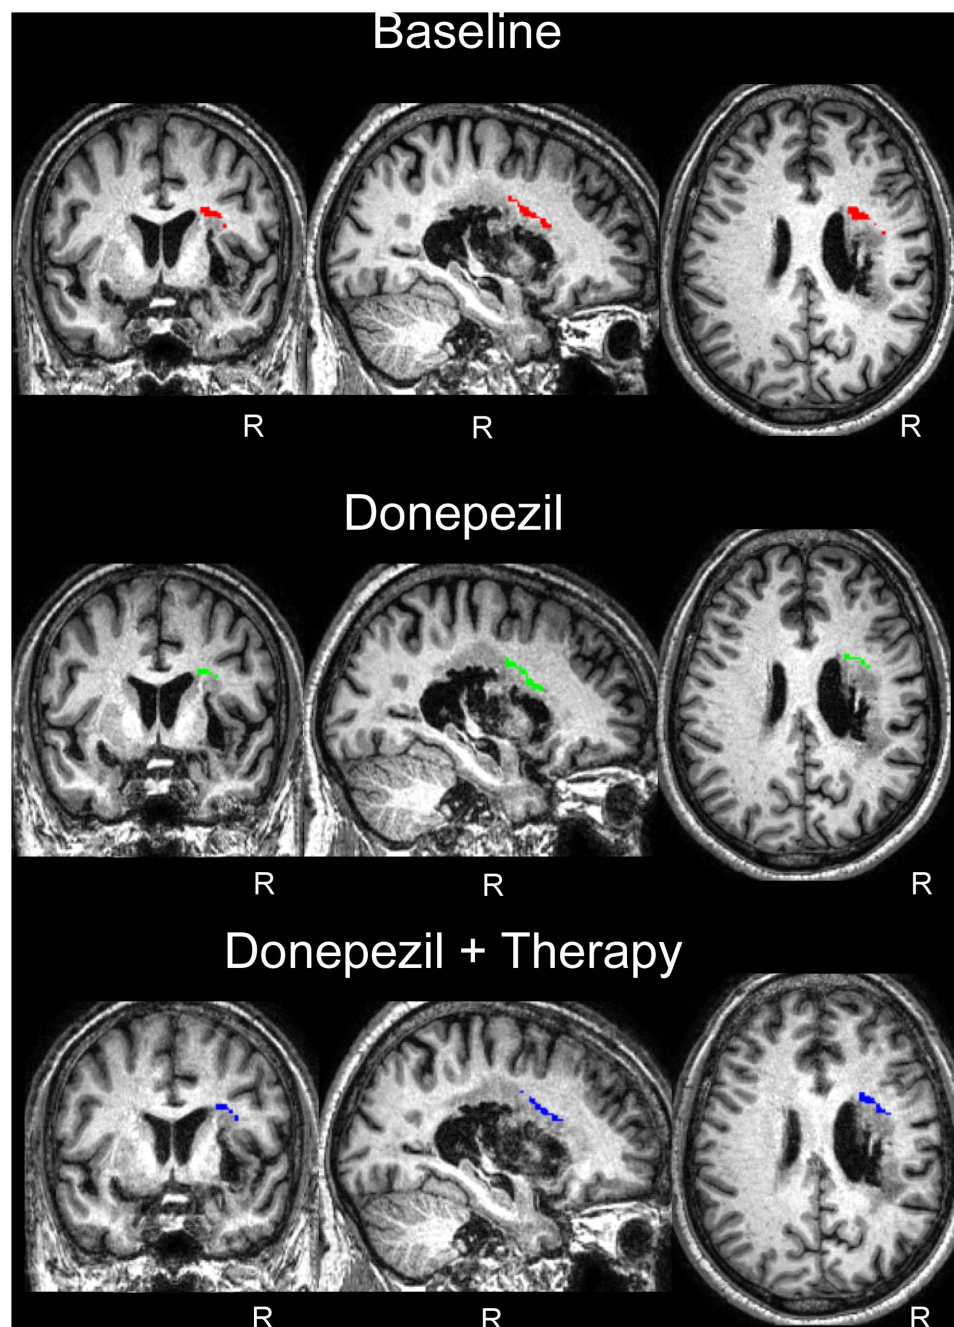 Baseline
R R R
Donepezil
R R R
Donepezil + Therapy
R R R